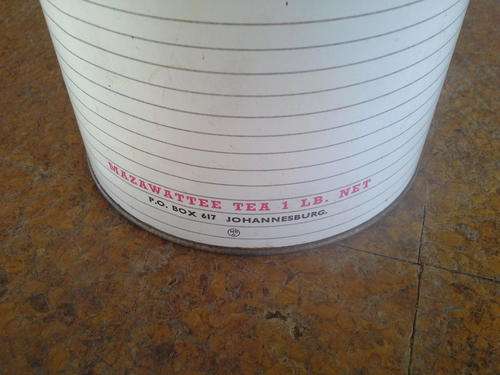 MAZAWATTEE TEA 1 LB. NET
P.O. BOX 617 JOHANNESBURG.